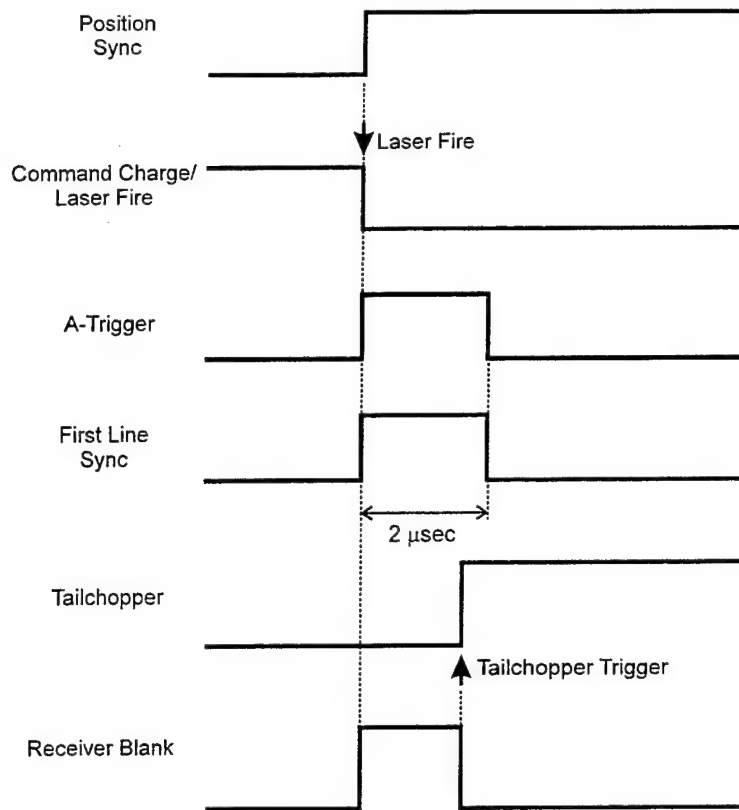 Position
Sync
Laser Fire
Command Charge/
Laser Fire
A-Trigger
First Line
Sync
2 μsec
Tailchopper
Tailchopper Trigger
Receiver Blank